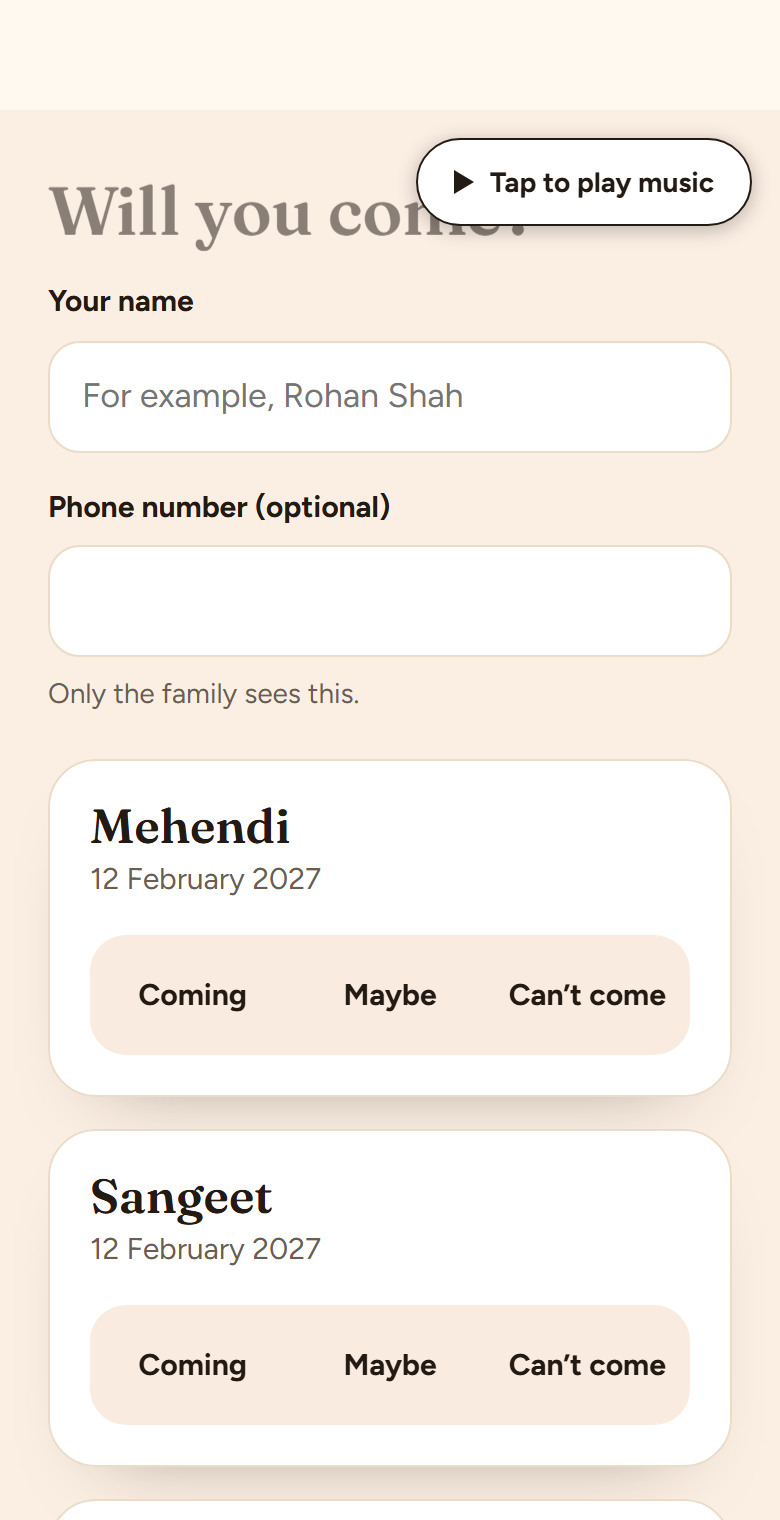 Tap to play music
Will you come?
Your name
For example, Rohan Shah
Phone number (optional)
Only the family sees this.
Mehendi
12 February 2027
Coming Maybe Can’t come
Sangeet
12 February 2027
Coming Maybe Can’t come